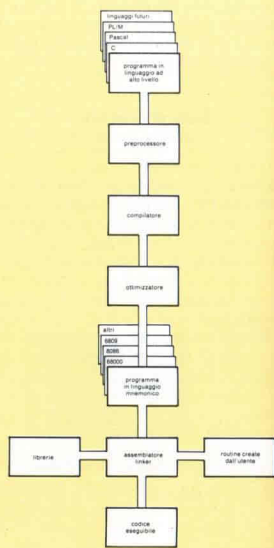 linguaggi futuri
PL/M
Pascal
C
programma in
linguaggio ad
alto livello
preprocessore
compilatore
ottimizzatore
altri
6809
8086
68000
programma
in linguaggio
mnemonico
librerie
assemblatore
linker
routine create
dall'utente
codice
eseguibile